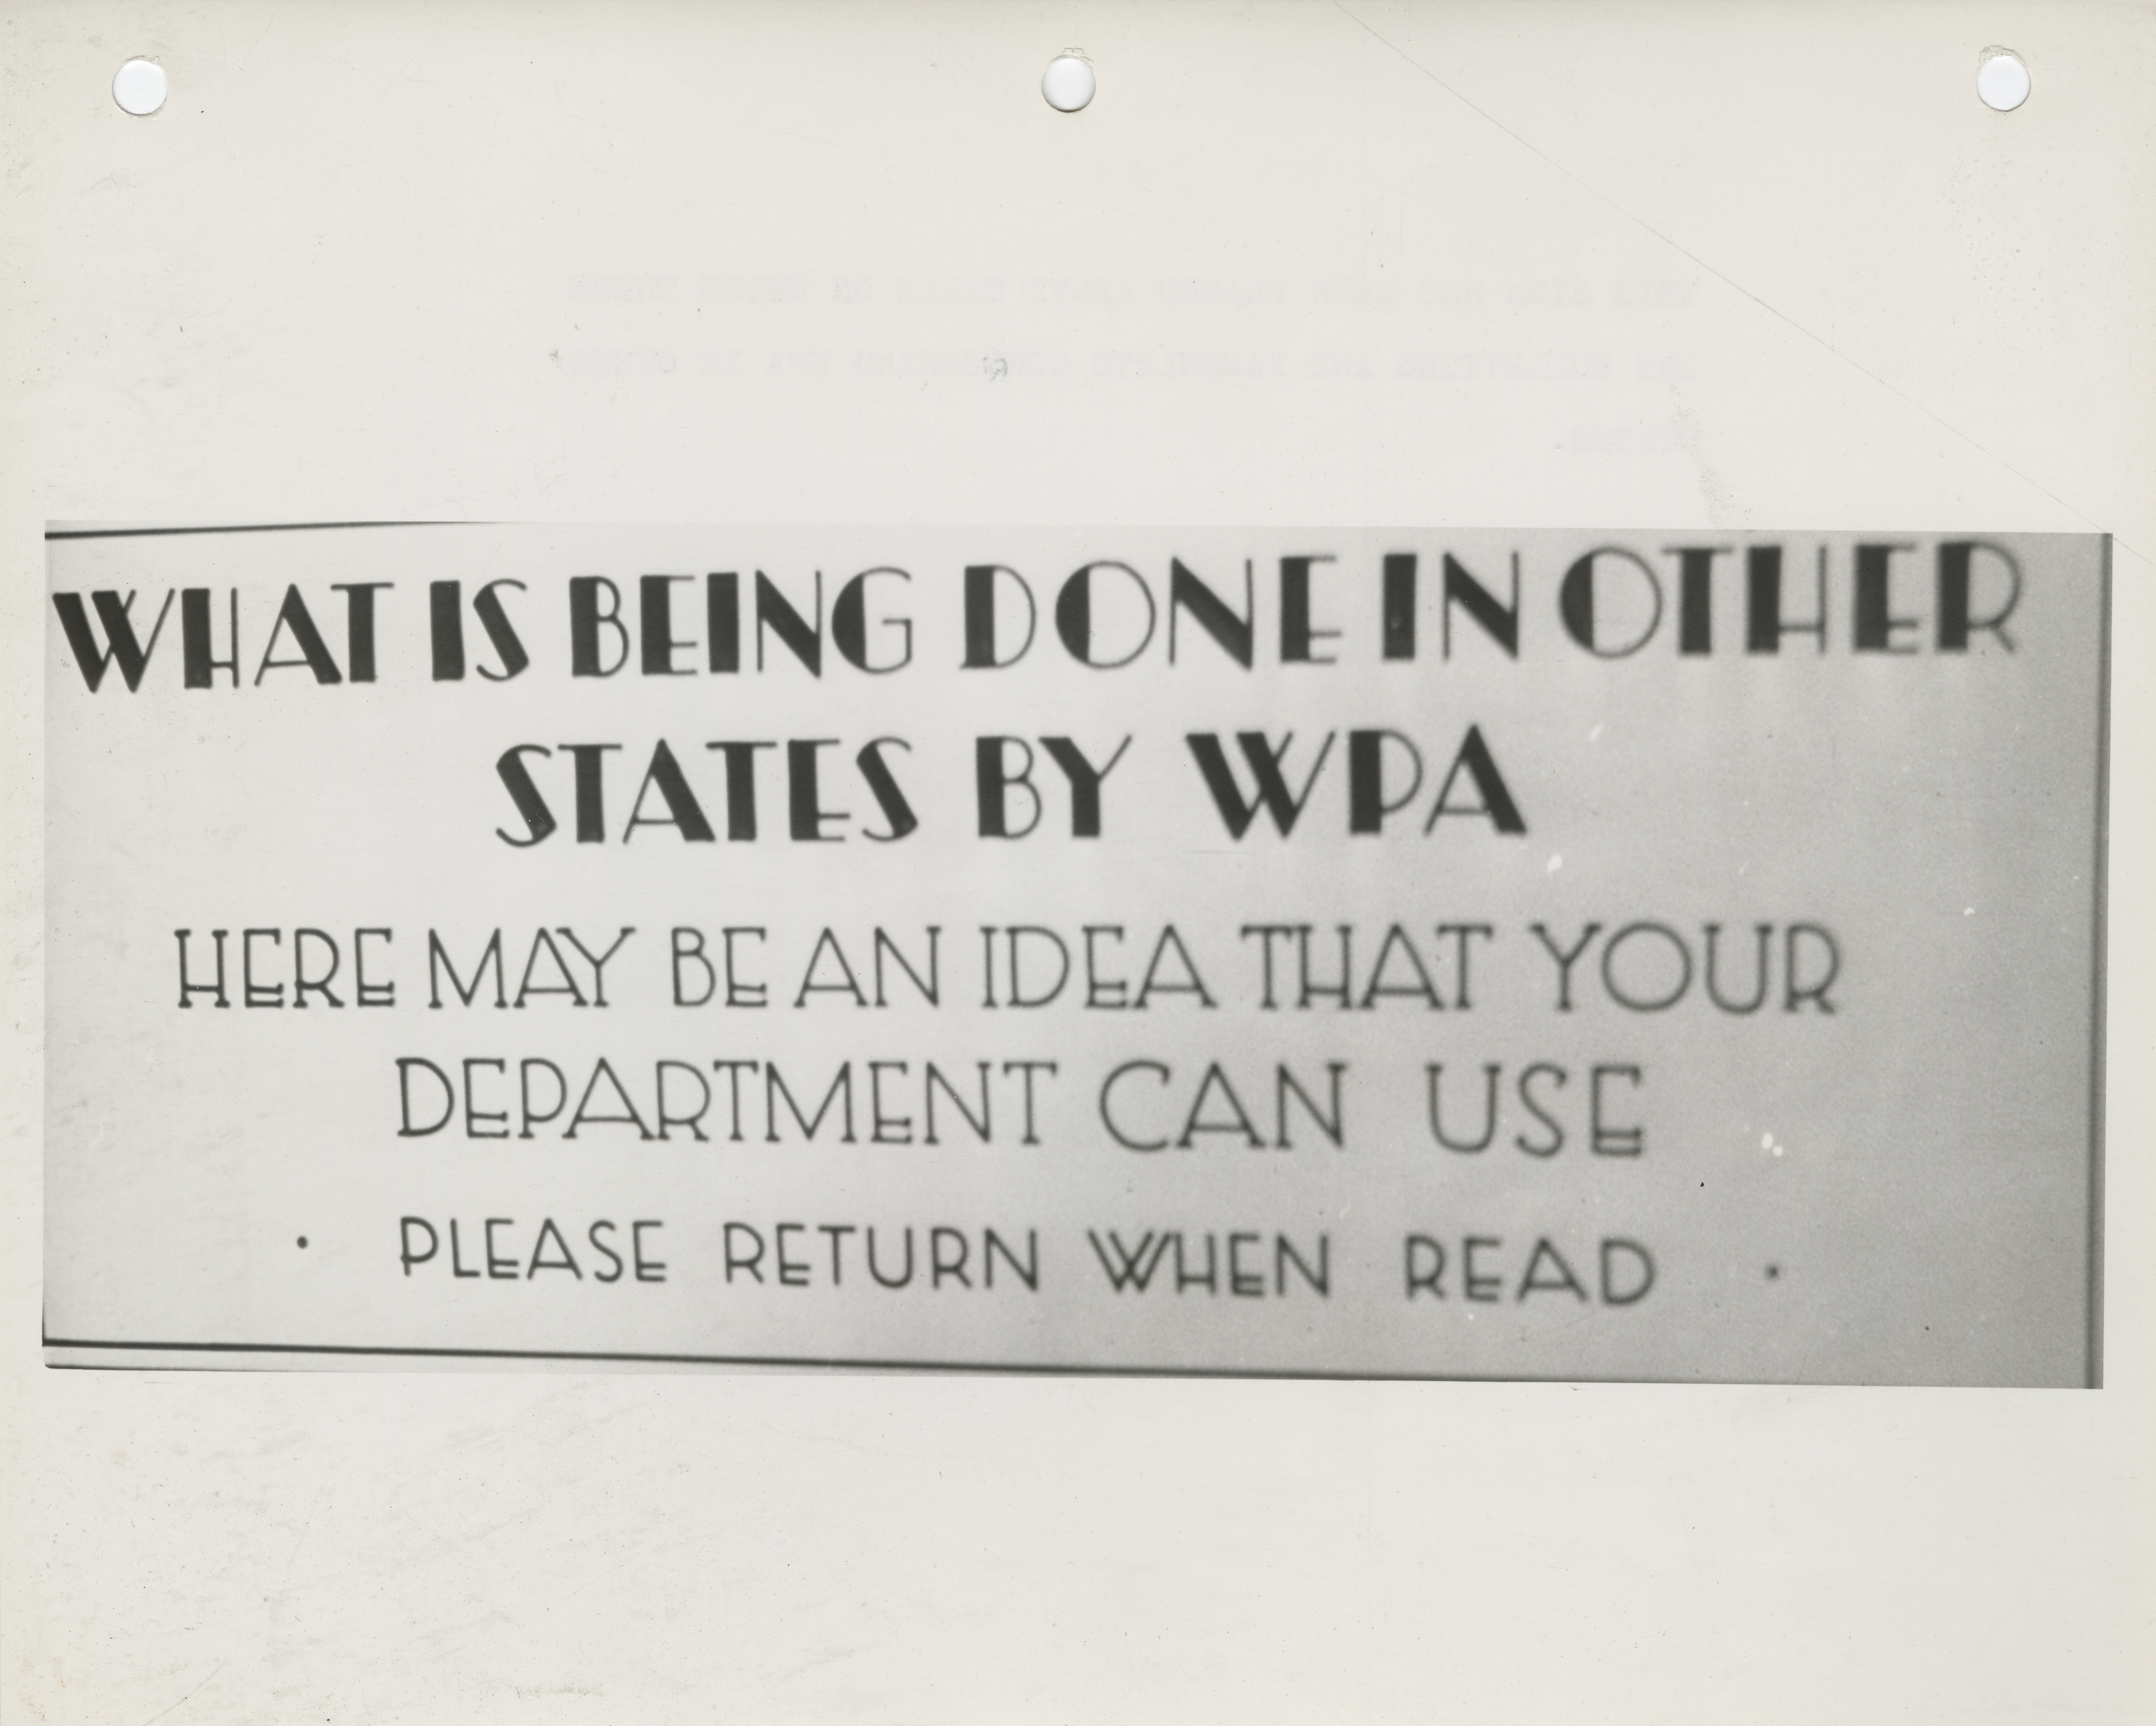 WHAT IS BEING DONE IN OTHER
STATES BY WPA
HERE MAY BE AN IDEA THAT YOUR
DEPARTMENT CAN USE
· PLEASE RETURN WHEN READ ·